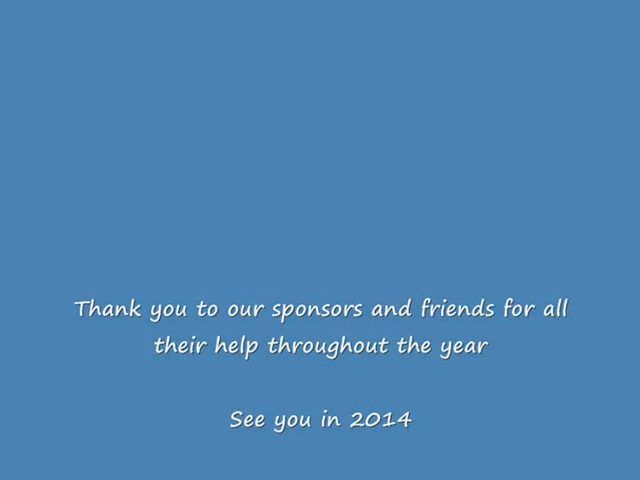 Thank you to our sponsors and friends for all
their help throughout the year
See you in 2014